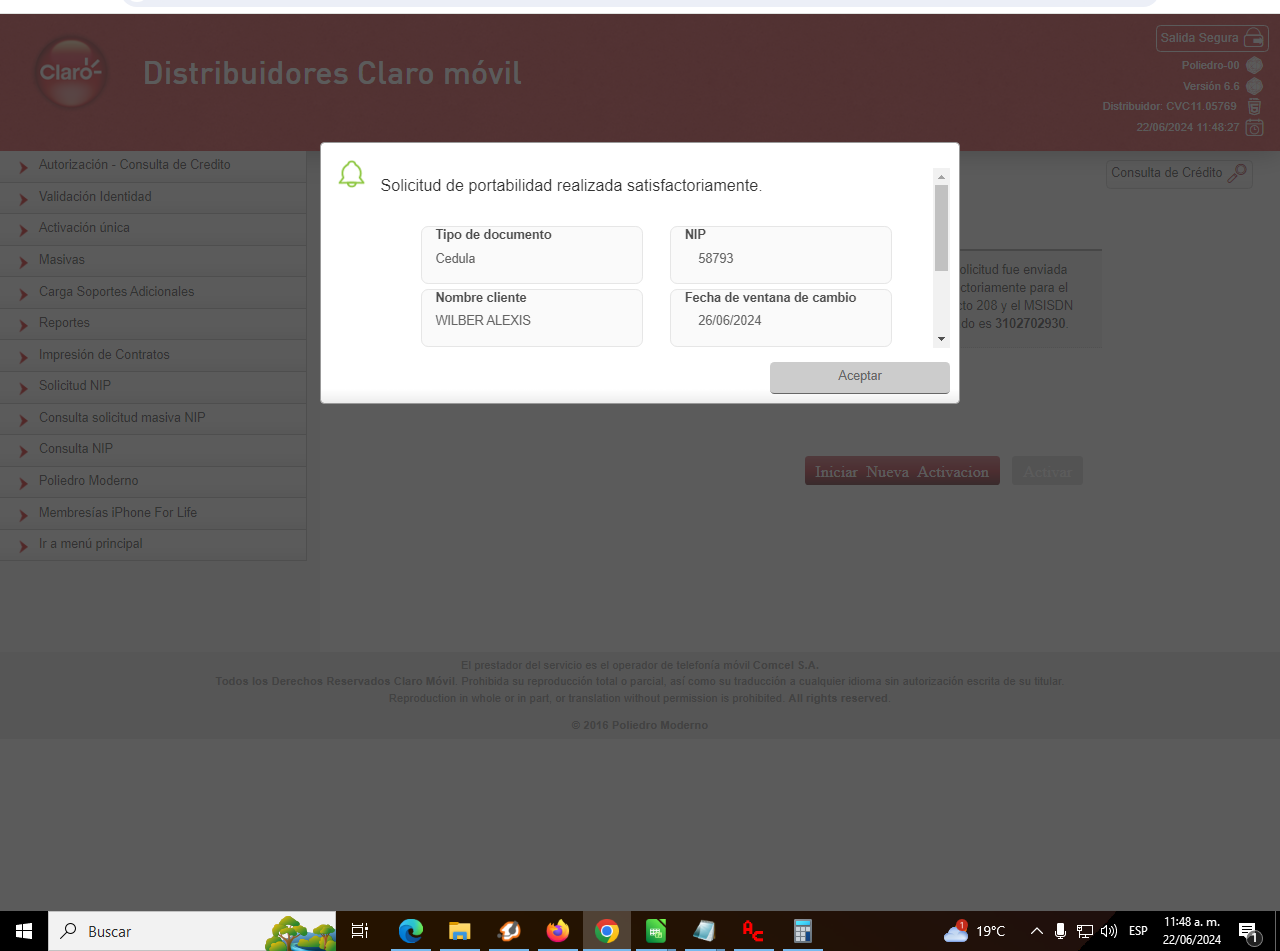 Claro-
Distribuidores Claro móvil
Salida Segura
Poliedro-00
Versión 6.6
Distribuidor: CVC11.05769
5
22/06/2024 11:48:27
Autorización - Consulta de Credito
Validación Identidad
Activación única
Masivas
Carga Soportes Adicionales
Reportes
Impresión de Contratos
Solicitud NIP
Consulta solicitud masiva NIP
Consulta NIP
Poliedro Moderno
Membresías iPhone For Life
Ir a menú principal
Consulta de Crédito
Solicitud de portabilidad realizada satisfactoriamente.
Tipo de documento
Cedula
NIP
58793
Nombre cliente
WILBER ALEXIS
Fecha de ventana de cambio
26/06/2024
Aceptar
olicitud fue enviada
ctoriamente para el
cto 208 y el MSISDN
do es 3102702930.
Iniciar Nueva Activacion
Activar
El prestador del servicio es el operador de telefonía móvil Comcel S.A.
Todos los Derechos Reservados Claro Móvil. Prohibida su reproducción total o parcial, así como su traducción a cualquier idioma sin autorización escrita de su titular.
Reproduction in whole or in part, or translation without permission is prohibited. All rights reserved.
© 2016 Poliedro Moderno
Buscar
1
19°C
ESP
11:48 a. m.
22/06/2024
1